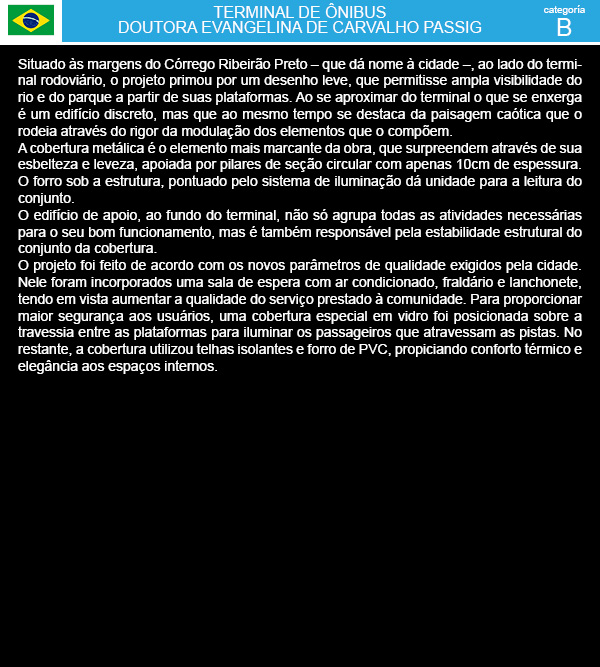 TERMINAL DE ÔNIBUS
DOUTORA EVANGELINA DE CARVALHO PASSIG
categoria
B
Situado às margens do Córrego Ribeirão Preto – que dá nome à cidade –, ao lado do termi-
nal rodoviário, o projeto primou por um desenho leve, que permitisse ampla visibilidade do
rio e do parque a partir de suas plataformas. Ao se aproximar do terminal o que se enxerga
é um edifício discreto, mas que ao mesmo tempo se destaca da paisagem caótica que o
rodeia através do rigor da modulação dos elementos que o compõem.
A cobertura metálica é o elemento mais marcante da obra, que surpreendem através de sua
esbelteza e leveza, apoiada por pilares de seção circular com apenas 10cm de espessura.
O forro sob a estrutura, pontuado pelo sistema de iluminação dá unidade para a leitura do
conjunto.
O edifício de apoio, ao fundo do terminal, não só agrupa todas as atividades necessárias
para o seu bom funcionamento, mas é também responsável pela estabilidade estrutural do
conjunto da cobertura.
O projeto foi feito de acordo com os novos parâmetros de qualidade exigidos pela cidade.
Nele foram incorporados uma sala de espera com ar condicionado, fraldário e lanchonete,
tendo em vista aumentar a qualidade do serviço prestado à comunidade. Para proporcionar
maior segurança aos usuários, uma cobertura especial em vidro foi posicionada sobre a
travessia entre as plataformas para iluminar os passageiros que atravessam as pistas. No
restante, a cobertura utilizou telhas isolantes e forro de PVC, propiciando conforto térmico e
elegância aos espaços internos.